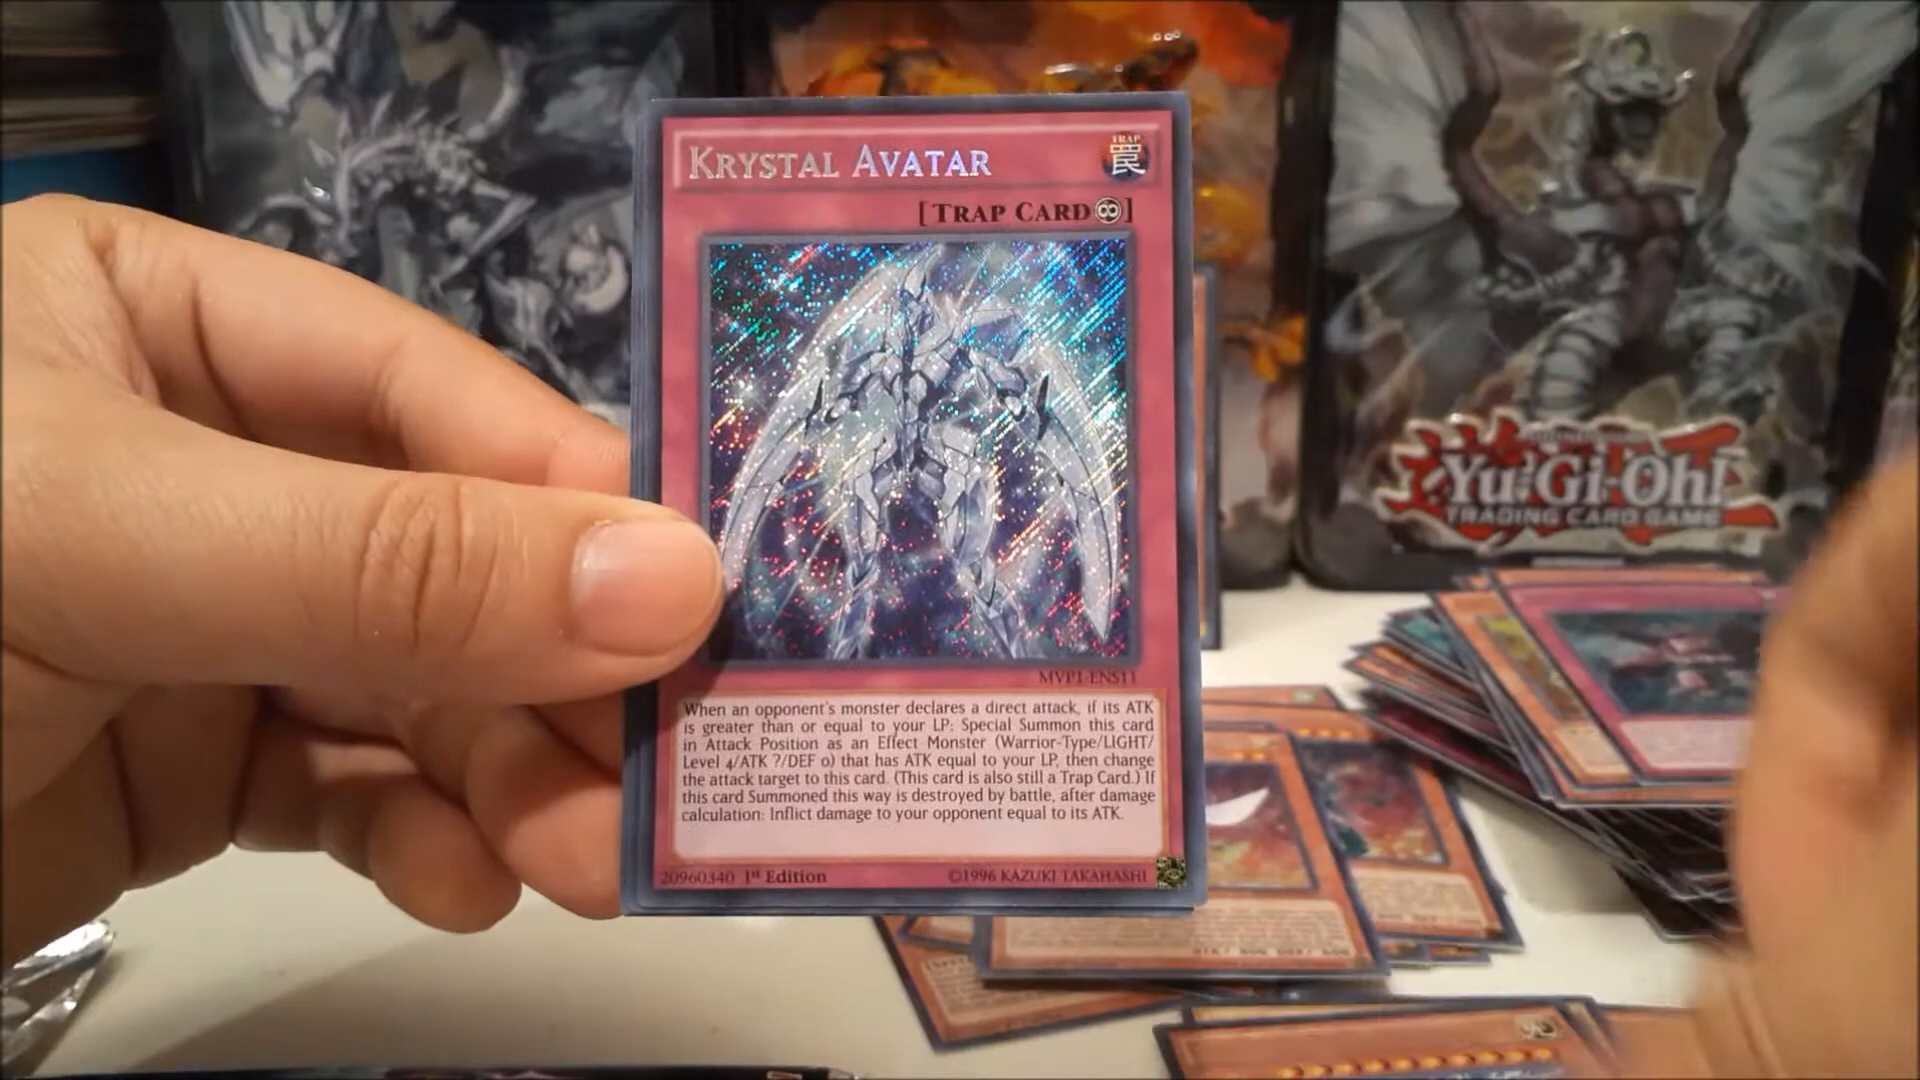 KRYSTAL AVATAR
TRAP
罠
[TRAP CARD∞]
MVP1-ENS11
When an opponent's monster declares a direct attack, if its ATK
is greater than or equal to your LP: Special Summon this card
in Attack Position as an Effect Monster (Warrior-Type/LIGHT/
Level 4/ATK ?/DEF 0) that has ATK equal to your LP, then change
the attack target to this card. (This card is also still a Trap Card.) If
this card Summoned this way is destroyed by battle, after damage
calculation: Inflict damage to your opponent equal to its ATK.
20960340 1st Edition
©1996 KAZUKI TAKAHASHI
Yu-Gi-Oh!
TRADING CARD GAME